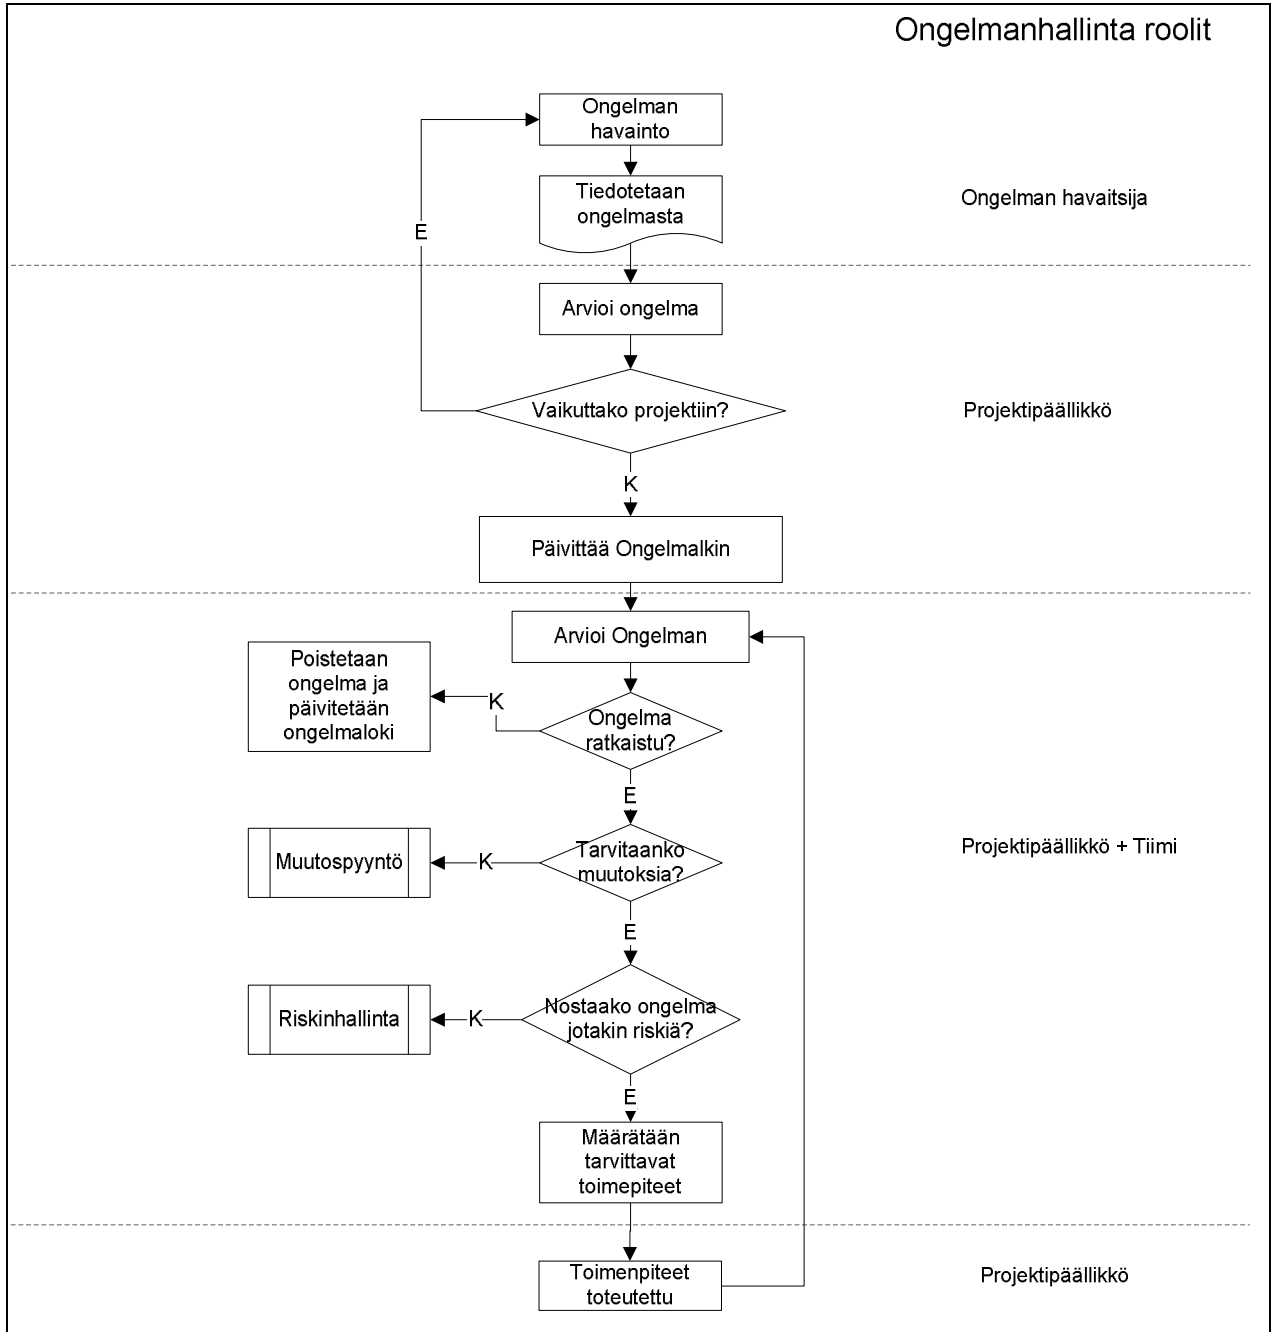 Ongelmanhallinta roolit
Ongelman
havainto
Tiedotetaan
ongelmasta
Ongelman havaitsija
E
Arvioi ongelma
Vaikuttako projektiin?
Projektipäällikkö
K
Päivittää Ongelmalkin
Arvioi Ongelman
Poistetaan
ongelma ja
päivitetään
ongelmaloki
K
Ongelma
ratkaistu?
E
Muutospyyntö
K
Tarvitaanko
muutoksia?
Projektipäällikkö + Tiimi
E
Riskinhallinta
K
Nostaako ongelma
jotakin riskiä?
E
Määrätään
tarvittavat
toimepiteet
Toimenpiteet
toteutettu
Projektipäällikkö